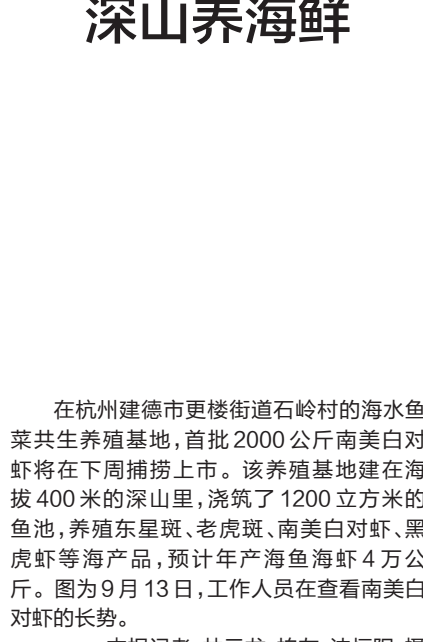 深山养海鲜
在杭州建德市更楼街道石岭村的海水鱼
菜共生养殖基地，首批2000公斤南美白对
虾将在下周捕捞上市。该养殖基地建在海
拔400米的深山里，浇筑了1200立方米的
鱼池，养殖东星斑、老虎斑、南美白对虾、黑
虎虾等海产品，预计年产海鱼海虾4万公
斤。图为9月13日，工作人员在查看南美白
对虾的长势。